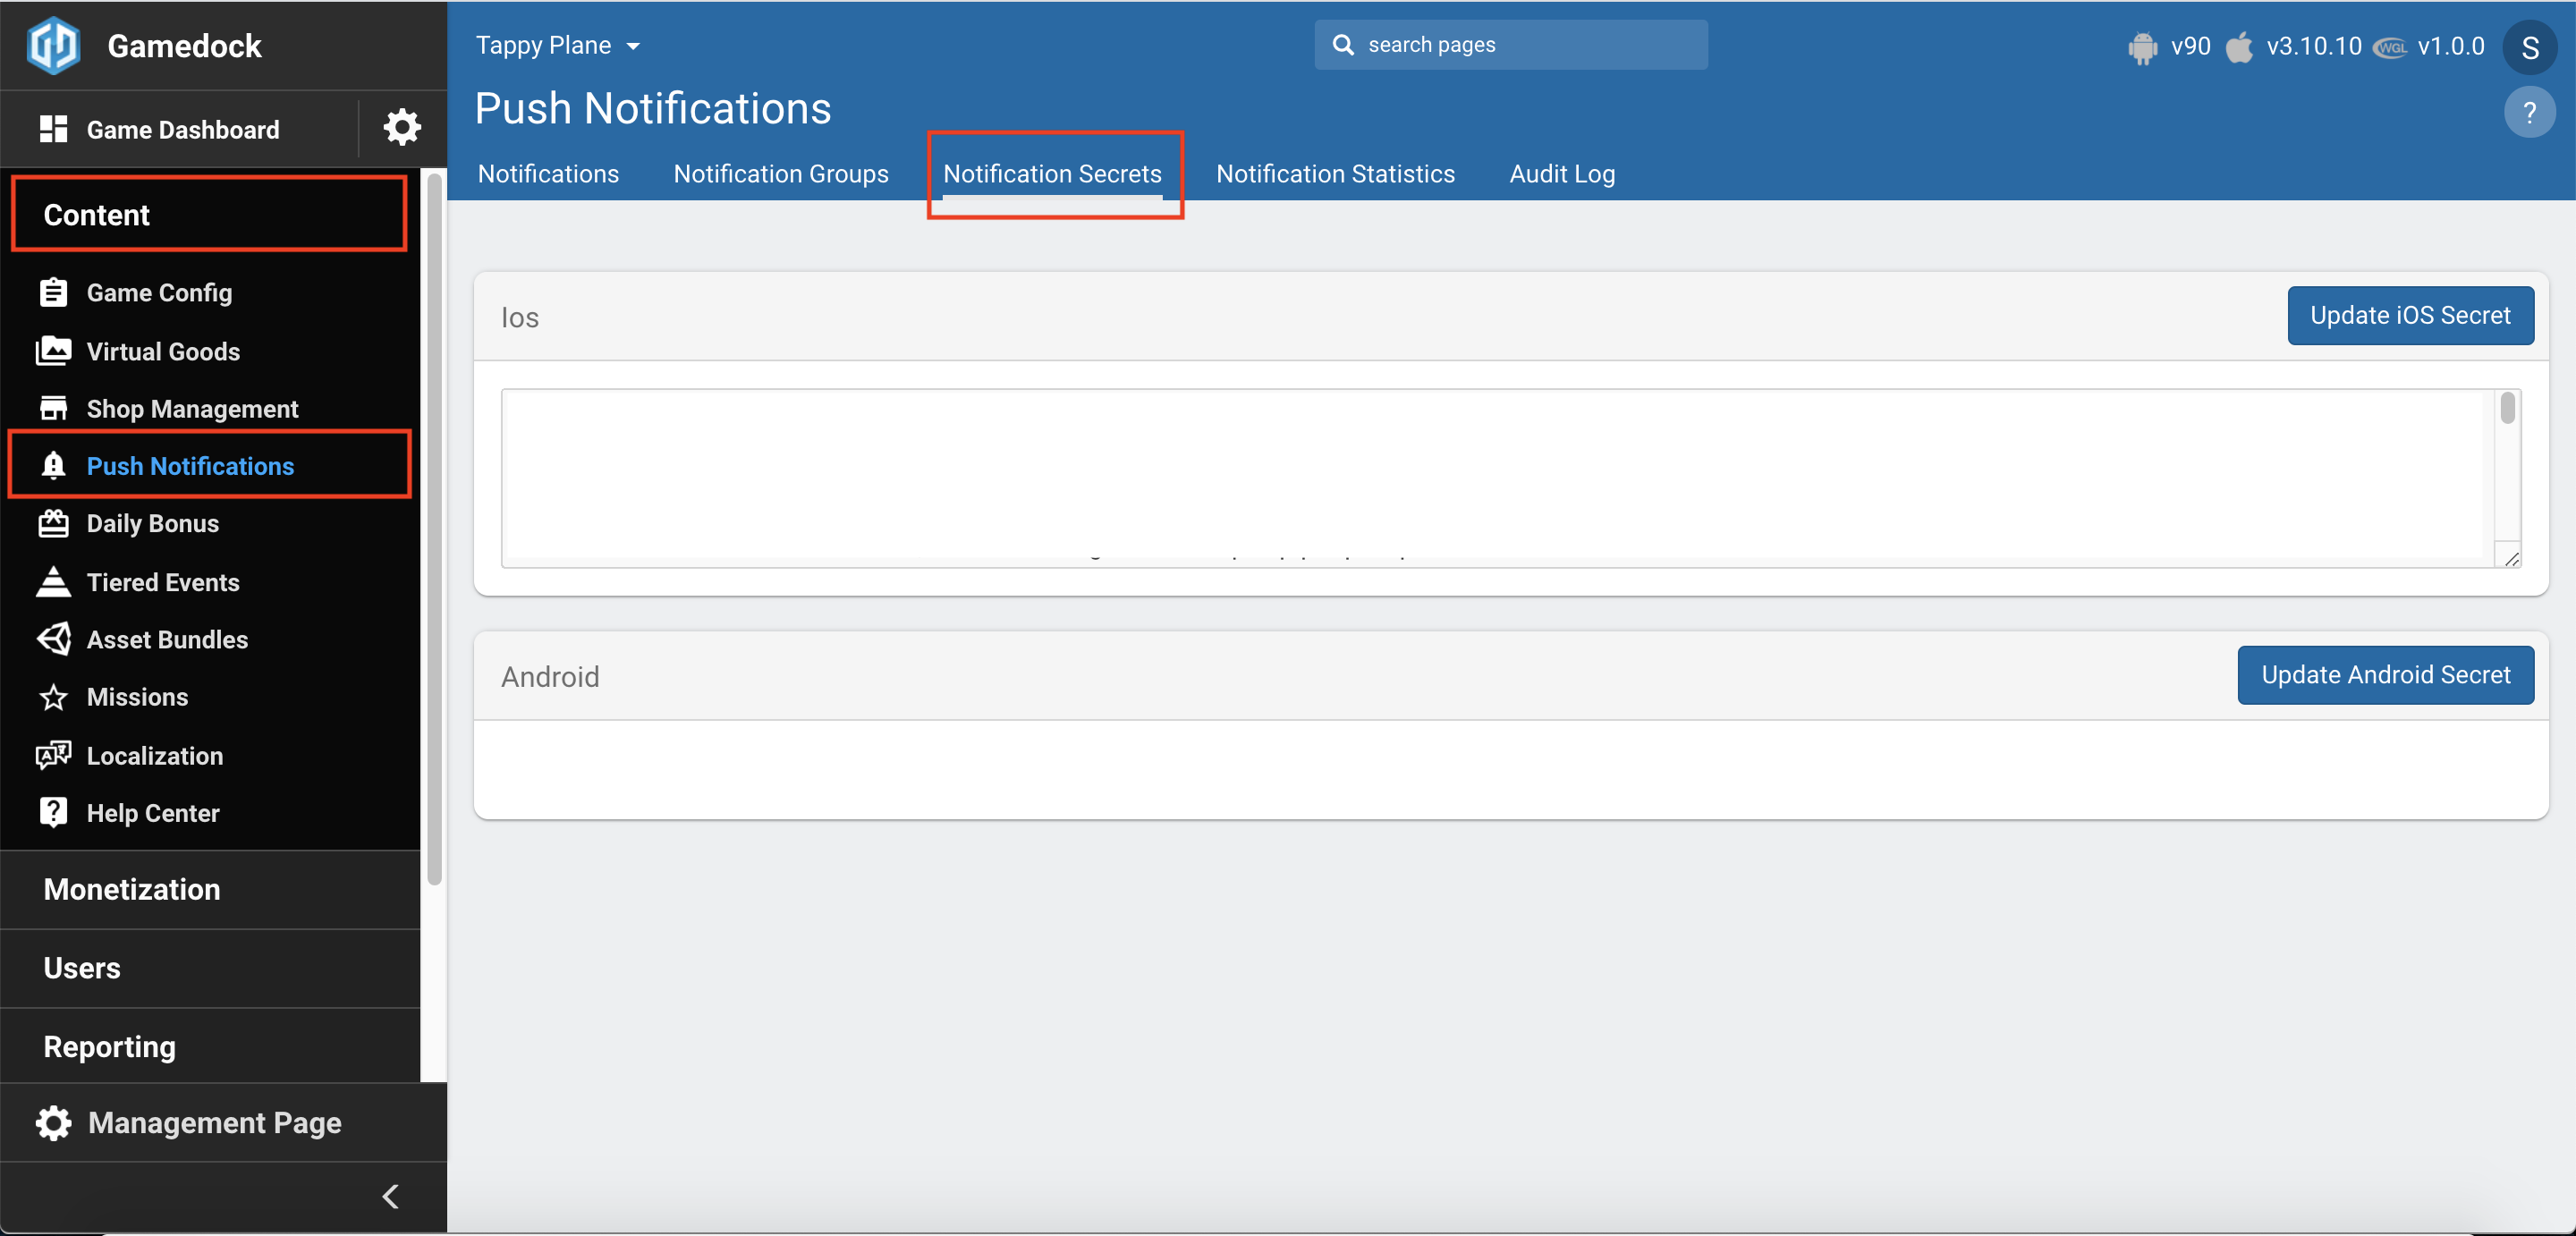 Gamedock
Game Dashboard
Content
Game Config
Virtual Goods
Shop Management
Push Notifications
Daily Bonus
Tiered Events
Asset Bundles
Missions
Localization
Help Center
Monetization
Users
Reporting
Management Page
Tappy Plane
search pages
v90 v3.10.10 WGL v1.0.0 S
Push Notifications
?
Notifications Notification Groups Notification Secrets Notification Statistics Audit Log
Ios
Update iOS Secret
Android
Update Android Secret